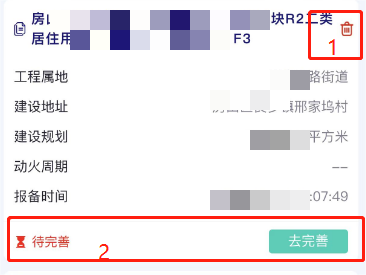 房 块R2二类
居住用 F3
1
工程属地 路街道
建设地址 镇邢家坞村
建设规划 平方米
动火周期 --
报备时间 :07:49
待完善 2 去完善